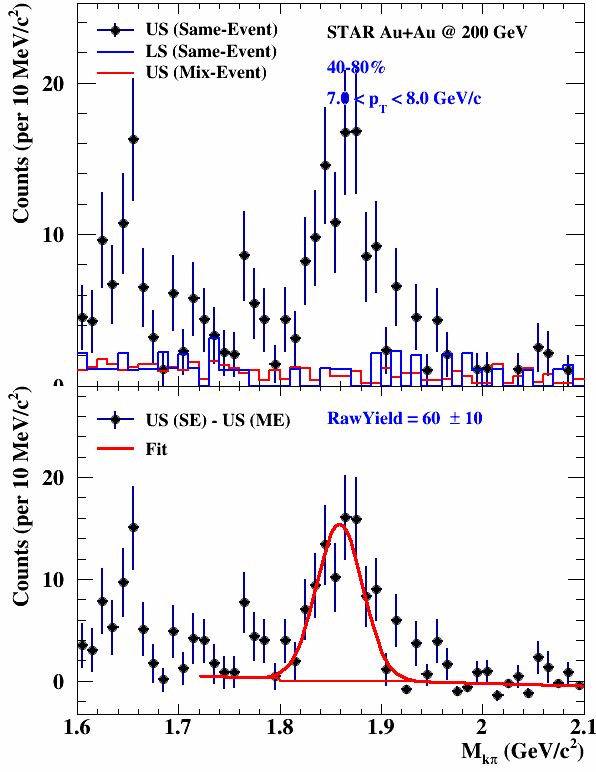 US (Same-Event)
LS (Same-Event)
US (Mix-Event)
STAR Au+Au @ 200 GeV
40-80%
7.0 < pT < 8.0 GeV/c
Counts (per 10 MeV/c²)
20
10
0
US (SE) - US (ME)
Fit
RawYield = 60 ± 10
Counts (per 10 MeV/c²)
20
10
0
1.6 1.7 1.8 1.9 2 2.1
Mkπ (GeV/c²)